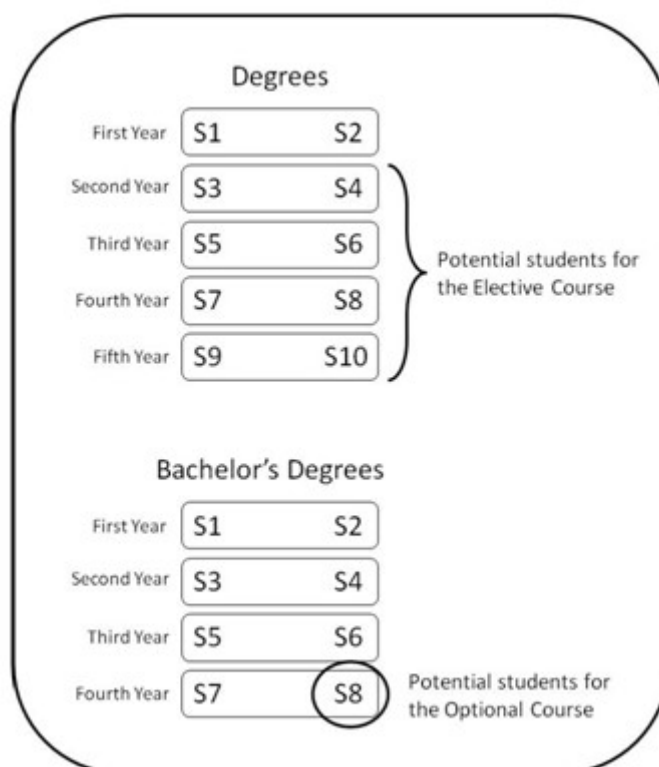 Degrees
First Year S1 S2
Second Year S3 S4
Third Year S5 S6
Potential students for
the Elective Course
Fourth Year S7 S8
Fifth Year S9 S10
Bachelor's Degrees
First Year S1 S2
Second Year S3 S4
Third Year S5 S6
Fourth Year S7 S8
Potential students for
the Optional Course